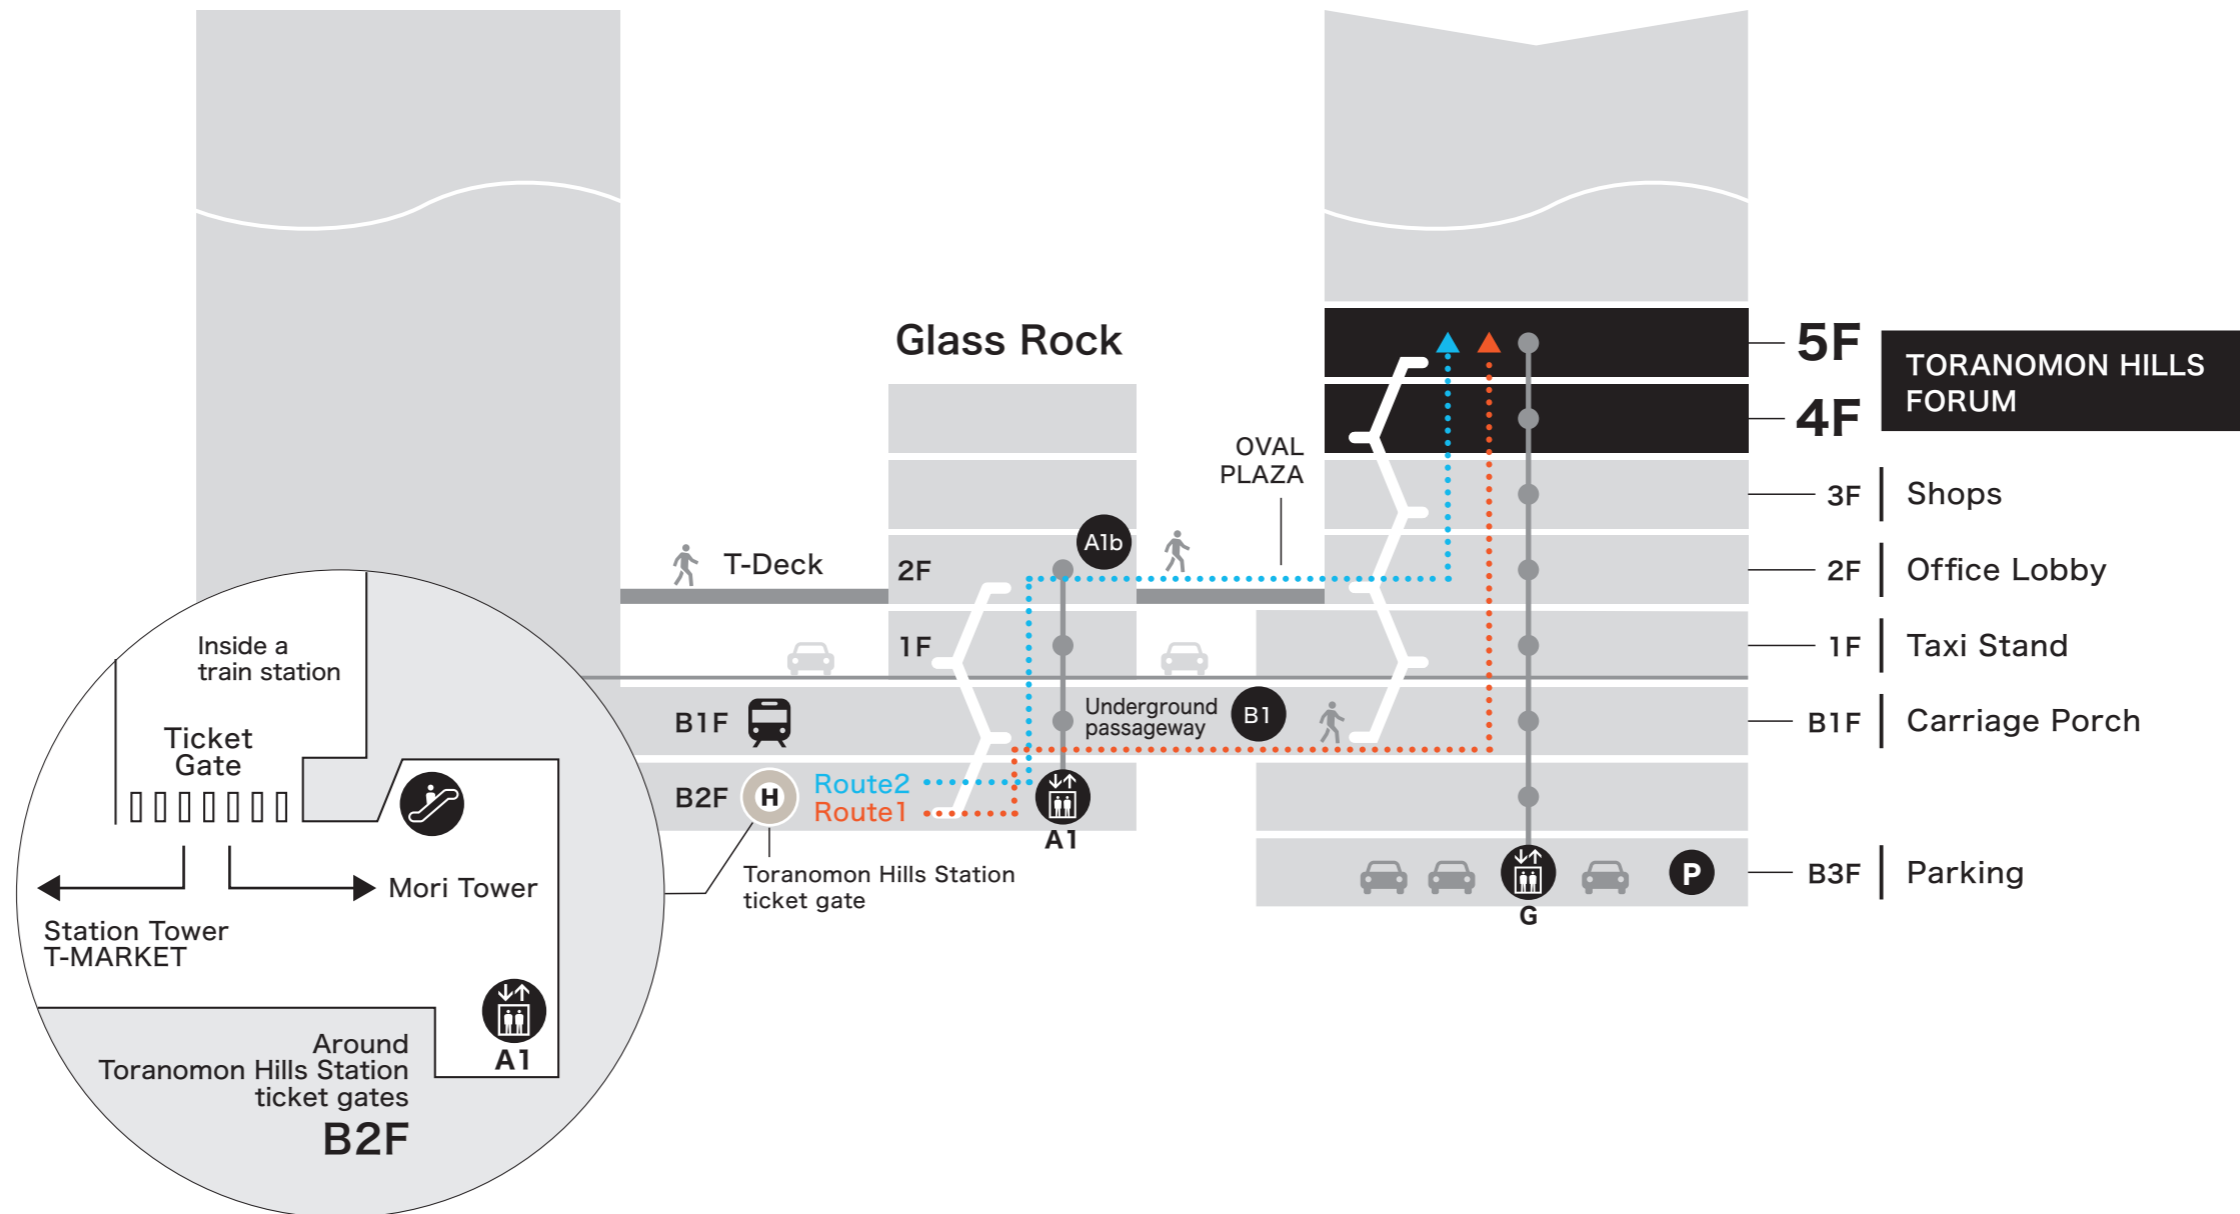 Glass Rock
5F
TORANOMON HILLS
FORUM
4F
OVAL
PLAZA
3F
Shops
A1b
T-Deck
2F
2F
Office Lobby
1F
1F
Taxi Stand
Underground
passageway
B1
B1F
B1F
Carriage Porch
B2F
H
Route2
Route1
A1
Toranomon Hills Station
ticket gate
P
B3F
Parking
G
Inside a
train station
Ticket
Gate
Mori Tower
Station Tower
T-MARKET
A1
Around
Toranomon Hills Station
ticket gates
B2F